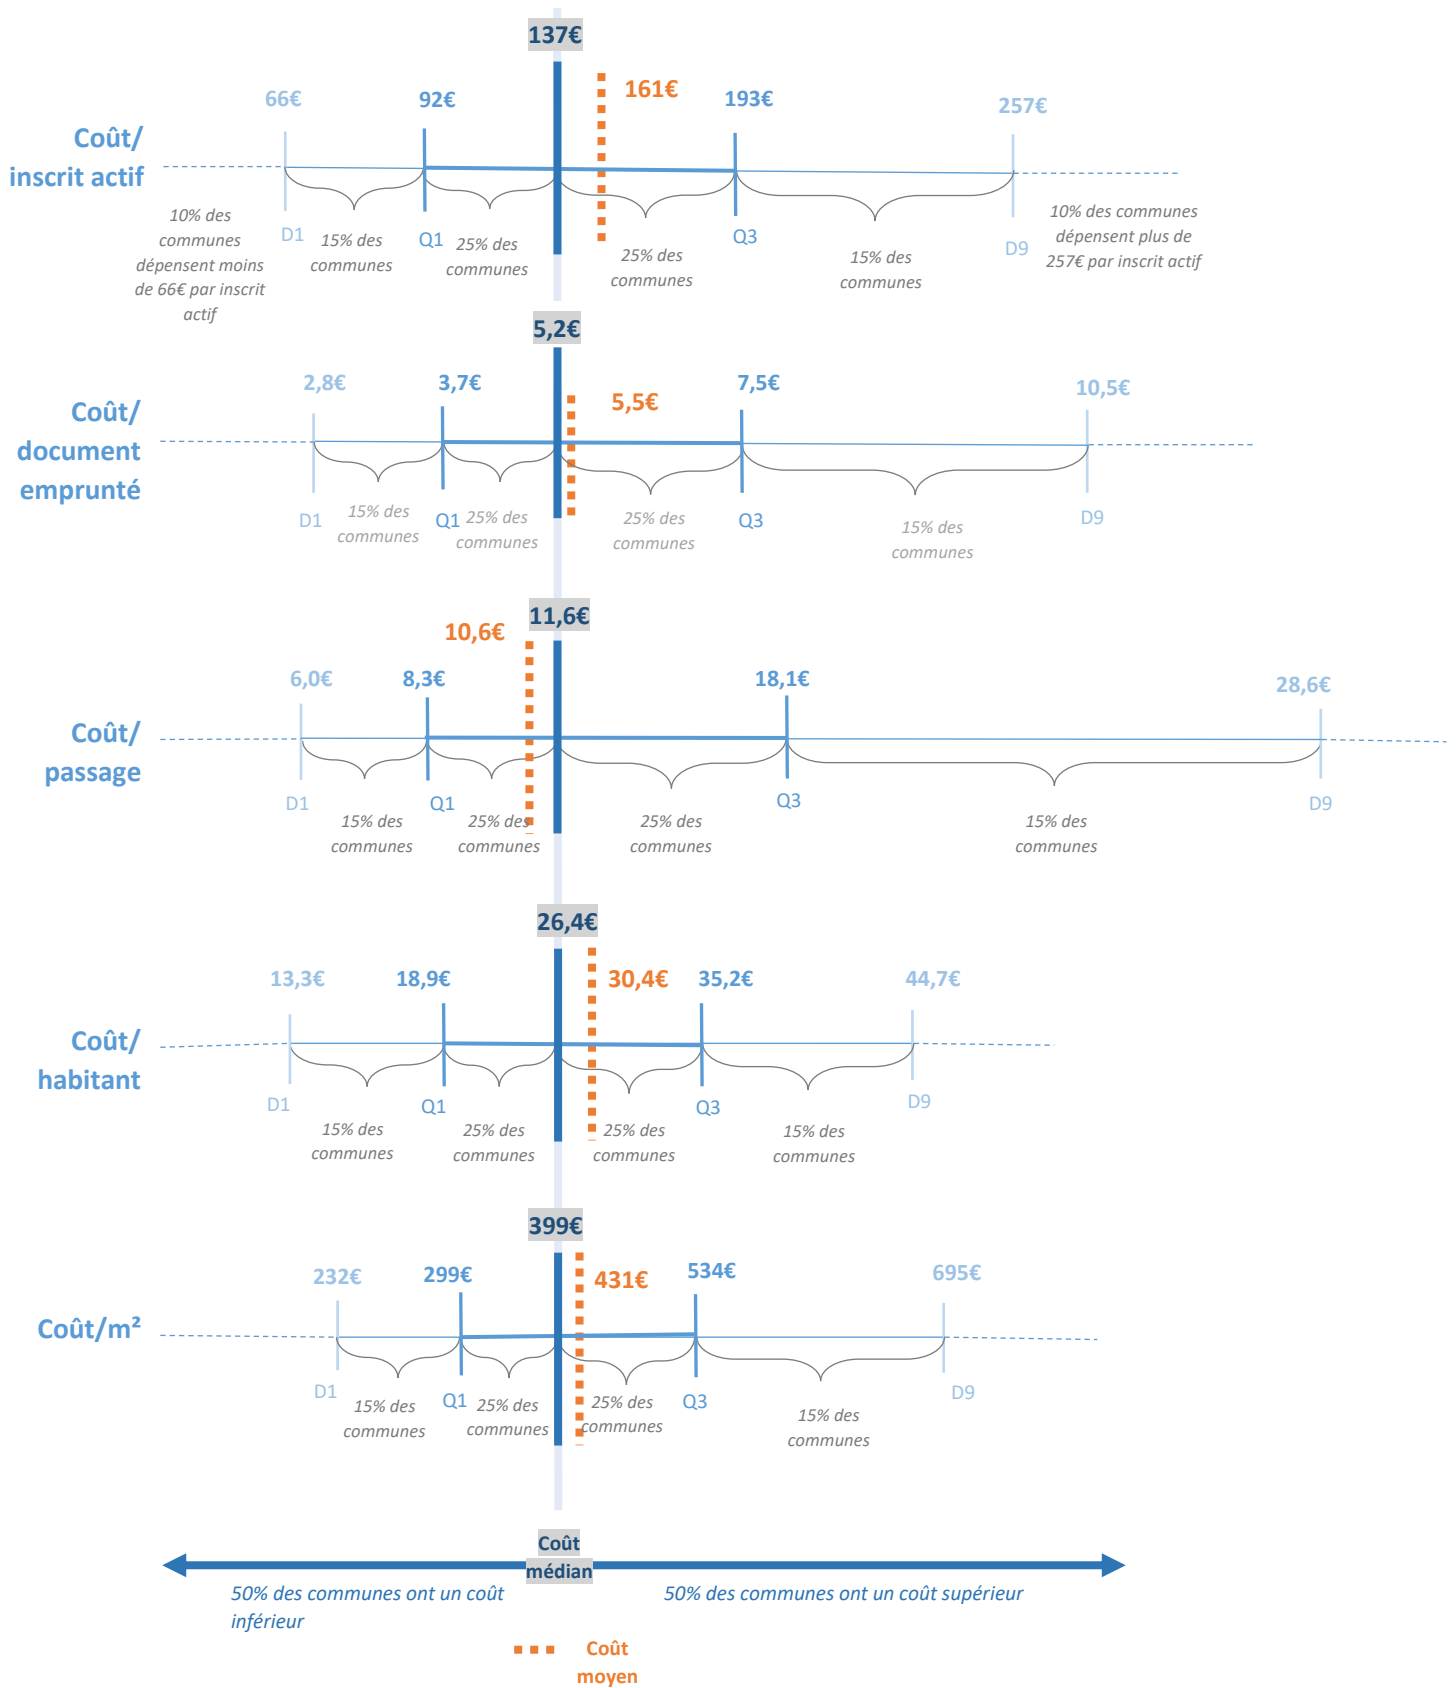 137€
66€
92€
161€
193€
257€
Coût/
inscrit actif
10% des
communes
dépensent moins
de 66€ par inscrit
actif
D1
15% des
communes
Q1
25% des
communes
25% des
communes
Q3
15% des
communes
D9
10% des communes
dépensent plus de
257€ par inscrit actif
5,2€
2,8€
3,7€
5,5€
7,5€
10,5€
Coût/
document
emprunté
D1
15% des
communes
Q1
25% des
communes
25% des
communes
Q3
15% des
communes
D9
11,6€
10,6€
6,0€
8,3€
18,1€
28,6€
Coût/
passage
D1
15% des
communes
Q1
25% des
communes
25% des
communes
Q3
15% des
communes
D9
26,4€
13,3€
18,9€
30,4€
35,2€
44,7€
Coût/
habitant
D1
15% des
communes
Q1
25% des
communes
25% des
communes
Q3
15% des
communes
D9
399€
232€
299€
431€
534€
695€
Coût/m²
D1
15% des
communes
Q1
25% des
communes
25% des
communes
Q3
15% des
communes
D9
Coût
médian
50% des communes ont un coût
inférieur
50% des communes ont un coût supérieur
Coût
moyen